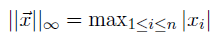 ||x⃗||∞ = max₁≤ᵢ≤ₙ |xᵢ|